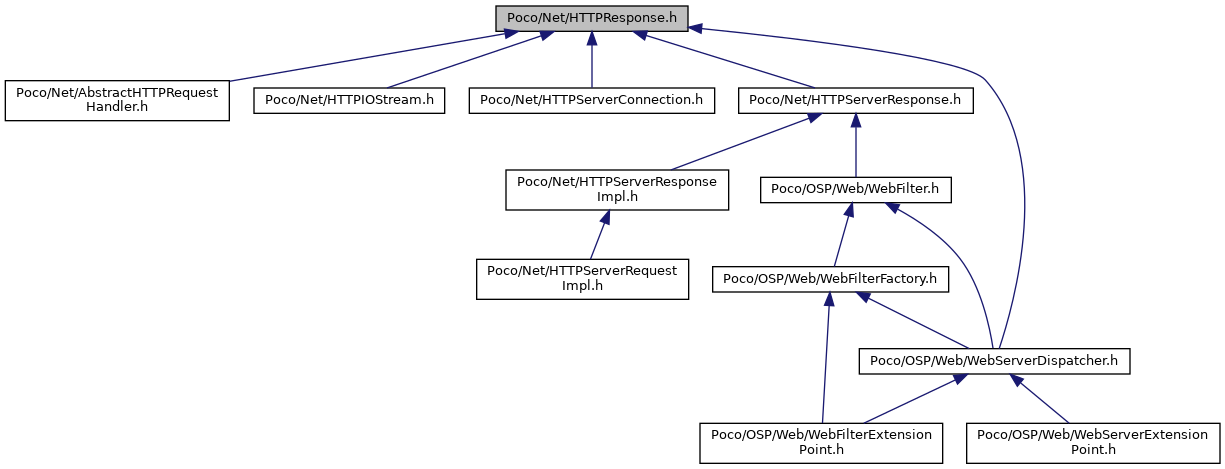 Poco/Net/HTTPResponse.h
Poco/Net/AbstractHTTPRequest
Handler.h
Poco/Net/HTTPIOStream.h
Poco/Net/HTTPServerConnection.h
Poco/Net/HTTPServerResponse.h
Poco/Net/HTTPServerResponse
Impl.h
Poco/OSP/Web/WebFilter.h
Poco/Net/HTTPServerRequest
Impl.h
Poco/OSP/Web/WebFilterFactory.h
Poco/OSP/Web/WebServerDispatcher.h
Poco/OSP/Web/WebFilterExtension
Point.h
Poco/OSP/Web/WebServerExtension
Point.h